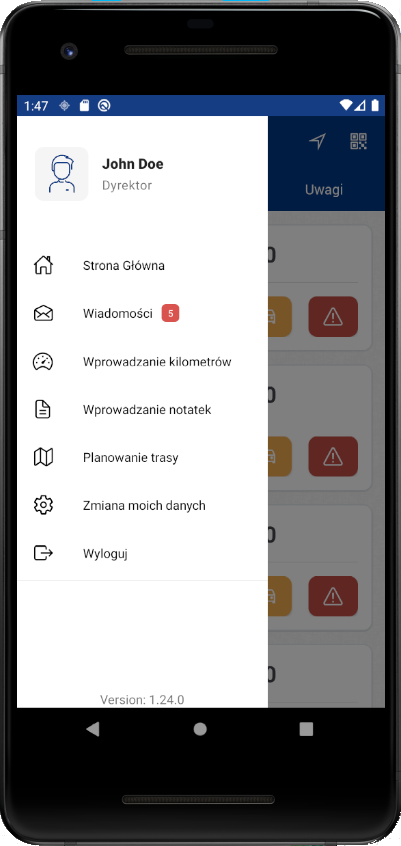 1:47
John Doe
Dyrektor
Uwagi
Strona Główna
Wiadomości 5
Wprowadzanie kilometrów
Wprowadzanie notatek
Planowanie trasy
Zmiana moich danych
Wyloguj
Version: 1.24.0